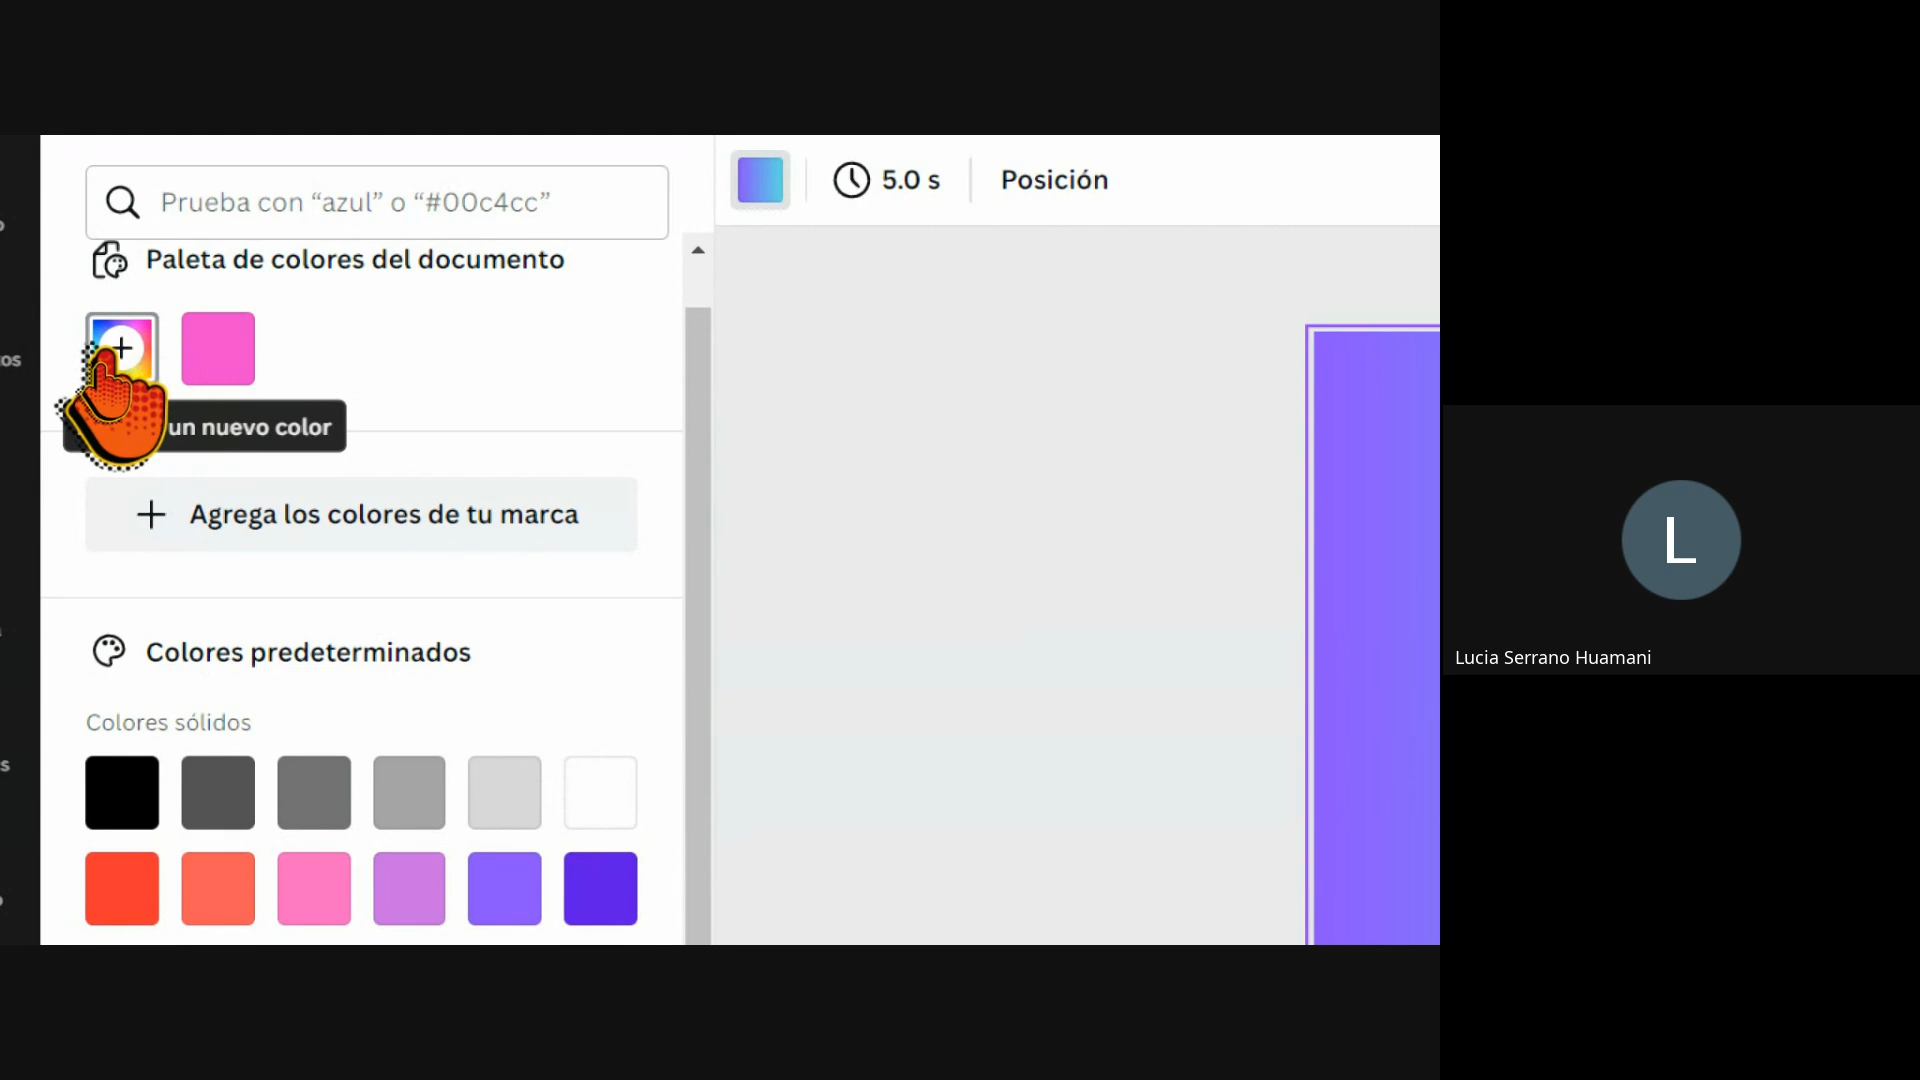 Prueba con “azul” o “#00c4cc”
5.0 s
Posición
Paleta de colores del documento
un nuevo color
Agrega los colores de tu marca
Colores predeterminados
Colores sólidos
L
Lucia Serrano Huamani